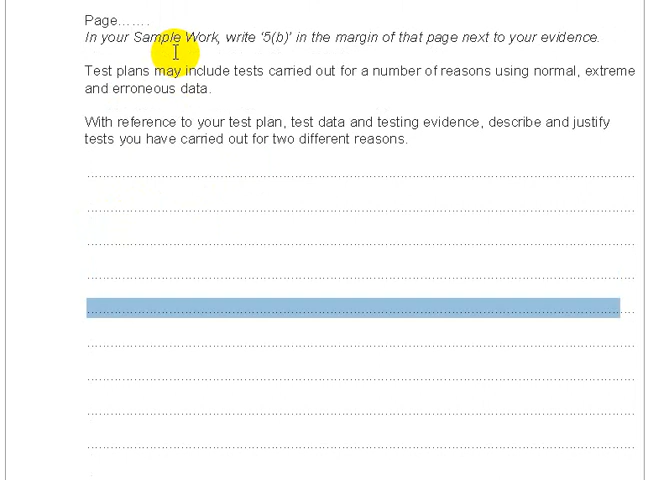 Page.......
In your Sample Work, write '5(b)' in the margin of that page next to your evidence.
Test plans may include tests carried out for a number of reasons using normal, extreme
and erroneous data.
With reference to your test plan, test data and testing evidence, describe and justify
tests you have carried out for two different reasons.